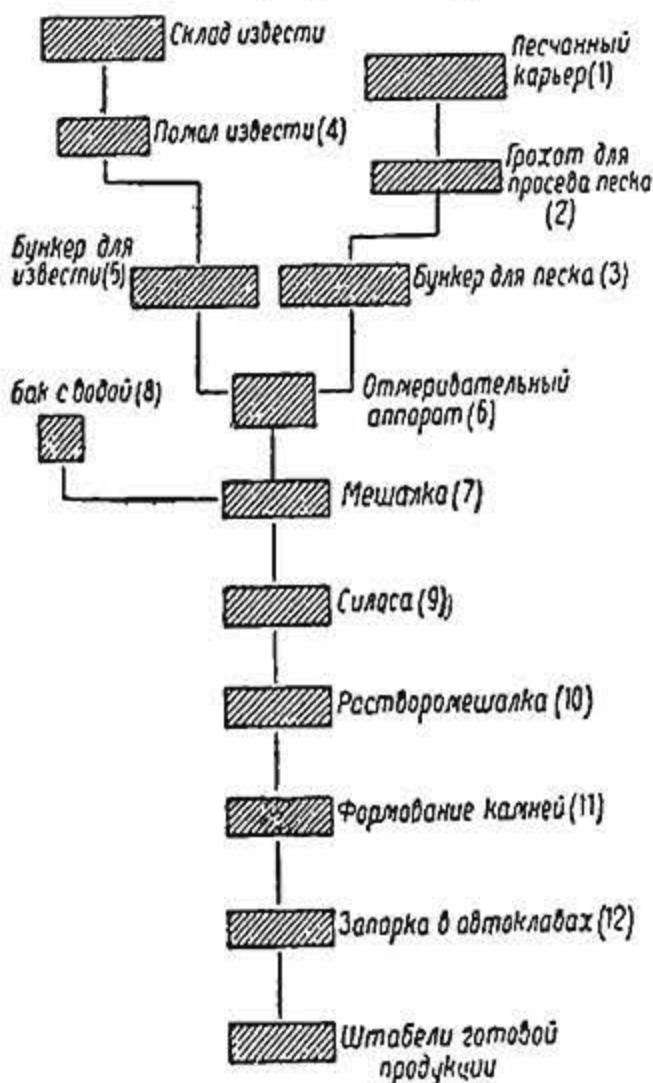 Склад извести
Песчанный
карьер(1)
Помол извести(4)
Грохот для
просева песка
(2)
Бункер для
извести(5)
Бункер для песка (3)
бак с водой(8)
Отмеривательный
аппорат(6)
Мешалка(7)
Силоса(9)
Растворомешалка (10)
Формование камней(11)
Запарка в автоклавах(12)
Штабели готовой
продукции